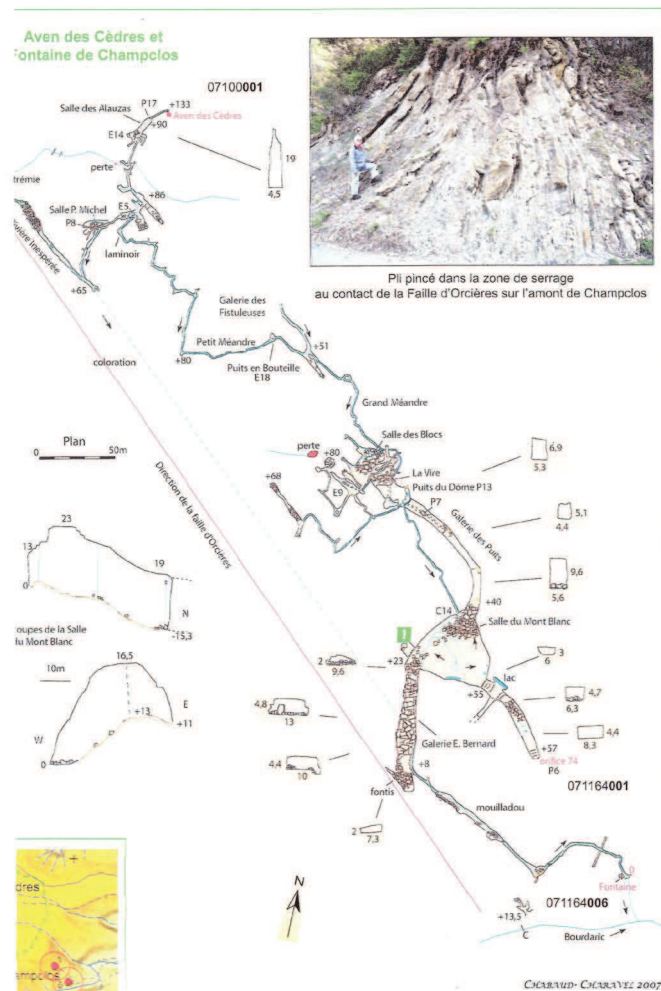 Aven des Cèdres et
Fontaine de Champclos
07100001
Salle des Alauzas
P17
+133
Aven des Cèdres
+90
E14
19
4,5
perte
trémie
+86
Salle P. Michel
E5
P8
ière Inespérée
laminoir
+65
Pli pincé dans la zone de serrage
au contact de la Faille d'Orcières sur l'amont de Champclos
Galerie des
Fistuleuses
+51
Petit Méandre
coloration
+80
Puits en Bouteille
E18
Grand Méandre
Plan
0 50m
Direction de la faille d'Orcières
perte
+80
Salle des Blocs
6,9
5,3
+68
La Vire
Puits du Dôme P13
E9
P7
Galerie des Puits
5,1
4,4
23
13
19
0
N
-15,3
9,6
5,6
oupes de la Salle
du Mont Blanc
C14
+40
Salle du Mont Blanc
10m
16,5
+13
E
+11
W
0
2
9,6
+23
lac
3
6
+55
4,7
6,3
4,8
13
Galerie E. Bernard
4,4
8,3
+57
orifice 74
P6
4,4
10
+8
fontis
071164001
mouilladou
2
7,3
N
0
Fontaine
071164006
+13,5
C
Bourdaric
dres
+
ampclos
CHABAUD-CHARAVEL 2007